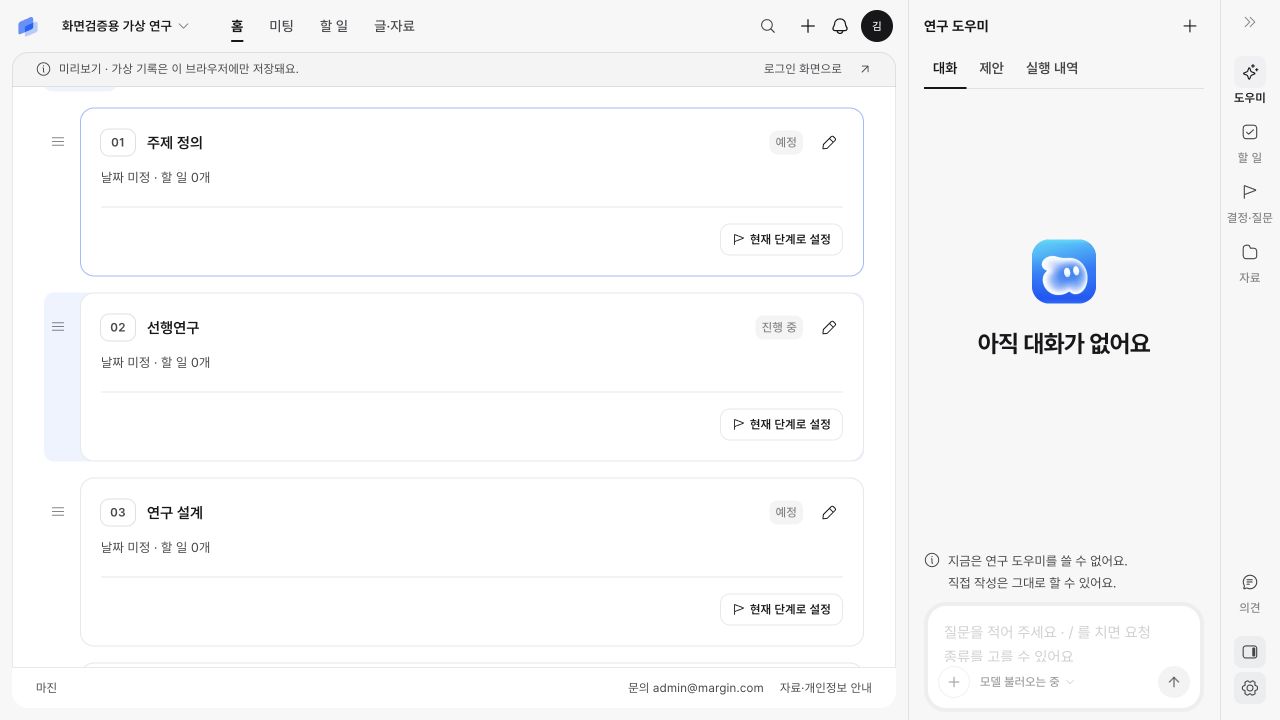 화면검증용 가상 연구
홈 미팅 할 일 글·자료
김
미리보기 · 가상 기록은 이 브라우저에만 저장돼요.
로그인 화면으로
01 주제 정의
예정
날짜 미정 · 할 일 0개
현재 단계로 설정
02 선행연구
진행 중
날짜 미정 · 할 일 0개
현재 단계로 설정
03 연구 설계
예정
날짜 미정 · 할 일 0개
현재 단계로 설정
마진
문의 admin@margin.com
자료·개인정보 안내
연구 도우미
대화 제안 실행 내역
아직 대화가 없어요
지금은 연구 도우미를 쓸 수 없어요.
직접 작성은 그대로 할 수 있어요.
질문을 적어 주세요 · / 를 치면 요청
종류를 고를 수 있어요
모델 불러오는 중
도우미
할 일
결정·질문
자료
의견